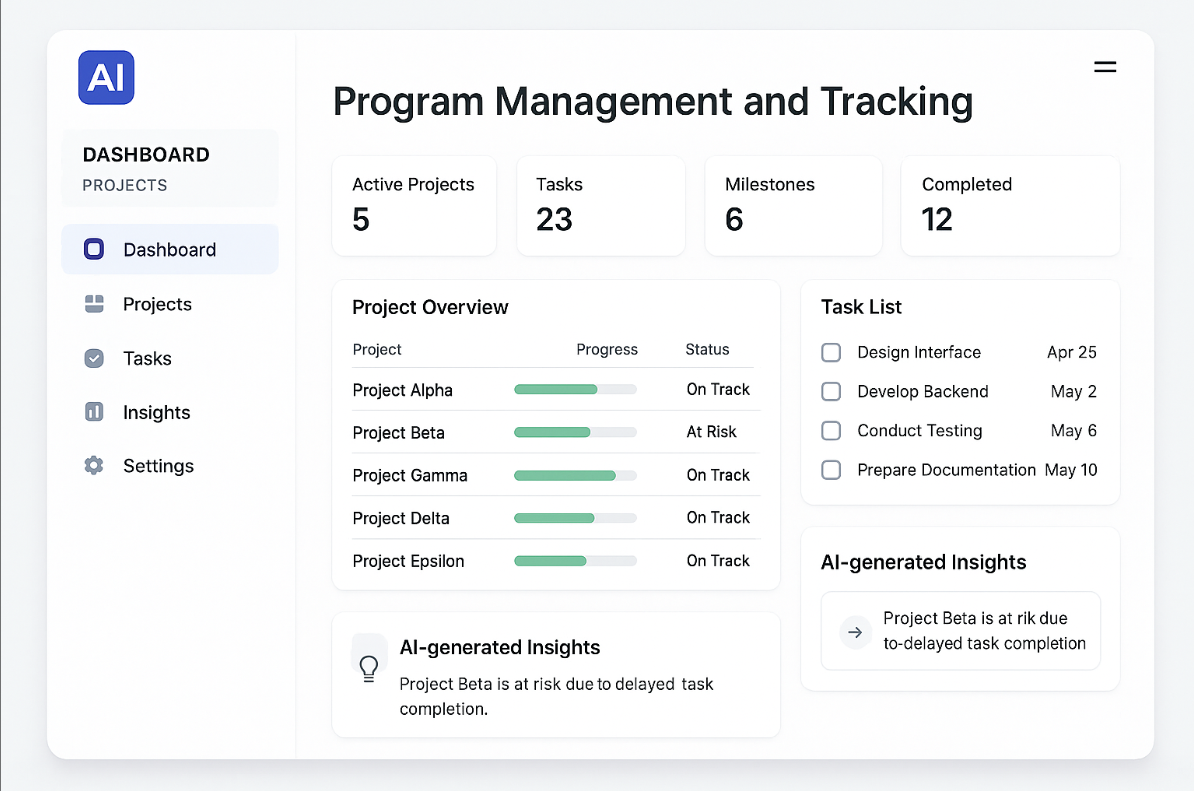 AI
DASHBOARD
PROJECTS
Dashboard
Projects
Tasks
Insights
Settings
Program Management and Tracking
Active Projects
5
Tasks
23
Milestones
6
Completed
12
Project Overview
Project Progress Status
Project Alpha On Track
Project Beta At Risk
Project Gamma On Track
Project Delta On Track
Project Epsilon On Track
AI-generated Insights
Project Beta is at risk due to delayed task
completion.
Task List
Design Interface Apr 25
Develop Backend May 2
Conduct Testing May 6
Prepare Documentation May 10
AI-generated Insights
Project Beta is at rik due
to-delayed task completion